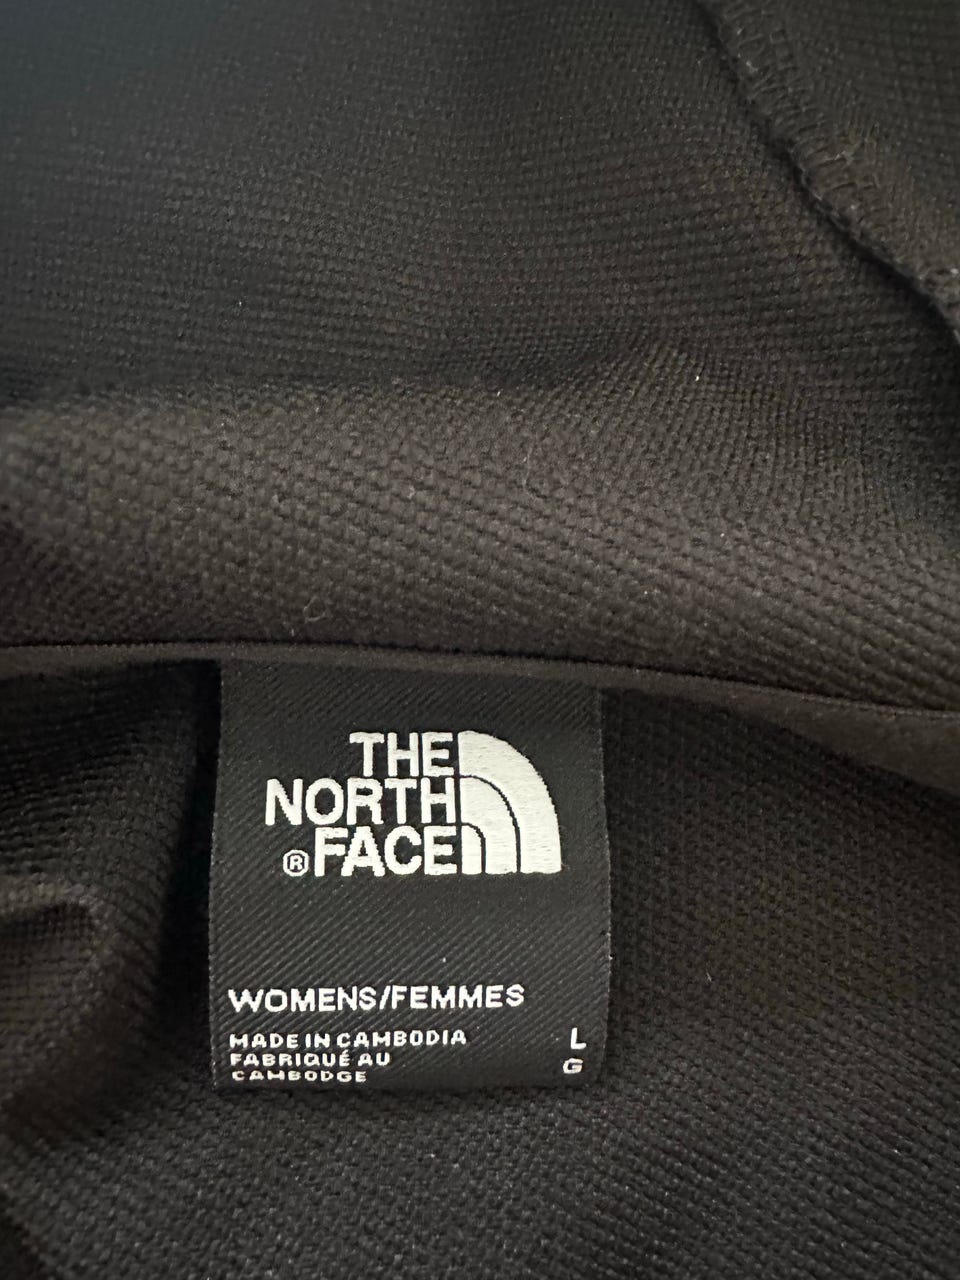 THE
NORTH
®FACE
WOMENS/FEMMES
MADE IN CAMBODIA L
FABRIQUÉ AU G
CAMBODGE